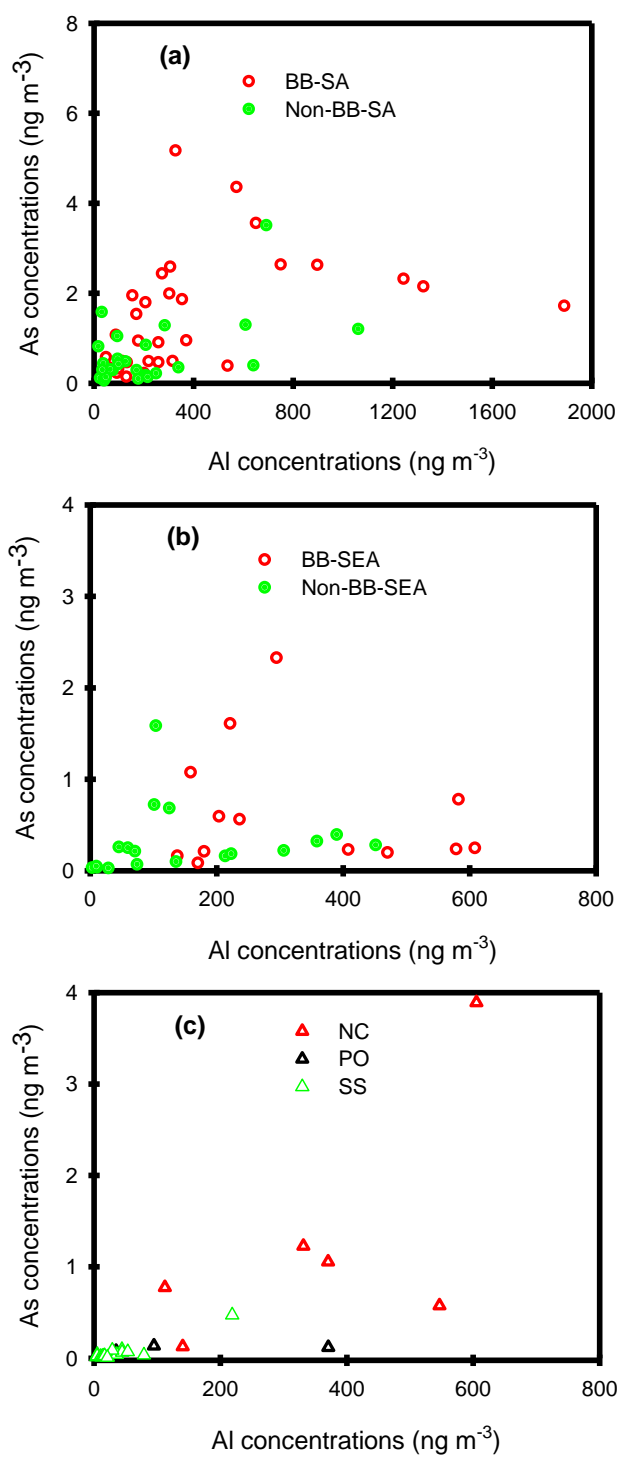 8
(a)
BB-SA
Non-BB-SA
6
4
2
0
As concentrations (ng m-3)
0 400 800 1200 1600 2000
Al concentrations (ng m-3)
4
(b)
BB-SEA
Non-BB-SEA
3
2
1
0
As concentrations (ng m-3)
0 200 400 600 800
Al concentrations (ng m-3)
4
(c)
NC
PO
SS
3
2
1
0
As concentrations (ng m-3)
0 200 400 600 800
Al concentrations (ng m-3)